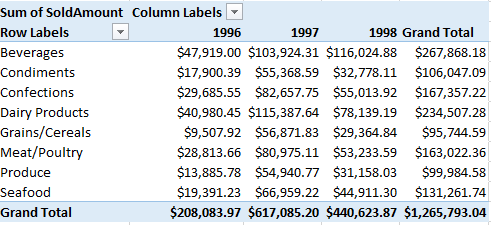 Sum of SoldAmount Column Labels
Row Labels 1996 1997 1998 Grand Total
Beverages $47,919.00 $103,924.31 $116,024.88 $267,868.18
Condiments $17,900.39 $55,368.59 $32,778.11 $106,047.09
Confections $29,685.55 $82,657.75 $55,013.92 $167,357.22
Dairy Products $40,980.45 $115,387.64 $78,139.19 $234,507.28
Grains/Cereals $9,507.92 $56,871.83 $29,364.84 $95,744.59
Meat/Poultry $28,813.66 $80,975.11 $53,233.59 $163,022.36
Produce $13,885.78 $54,940.77 $31,158.03 $99,984.58
Seafood $19,391.23 $66,959.22 $44,911.30 $131,261.74
Grand Total $208,083.97 $617,085.20 $440,623.87 $1,265,793.04